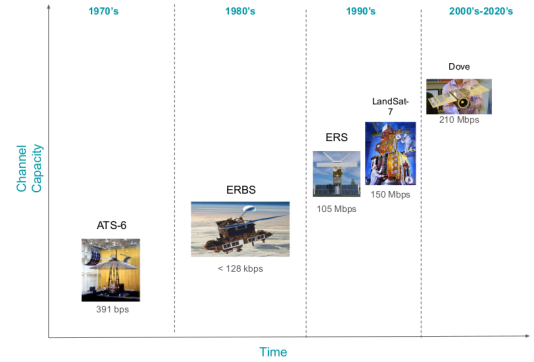 1970's
1980's
1990's
2000's-2020's
Dove
210 Mbps
LandSat-
7
150 Mbps
ERS
105 Mbps
ERBS
< 128 kbps
ATS-6
391 bps
Channel
Capacity
Time